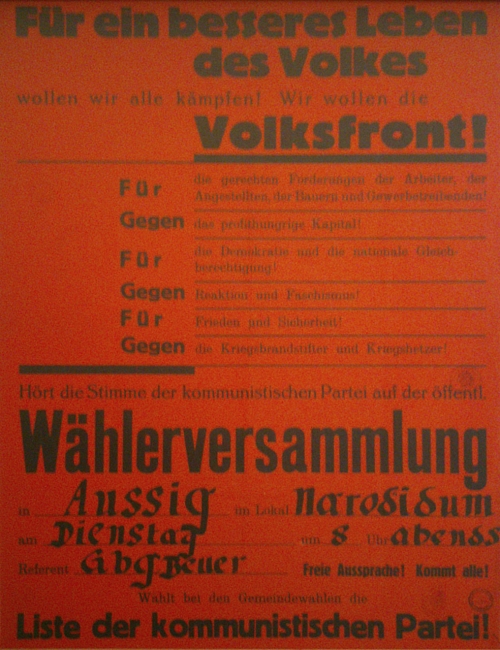 Für ein besseres Leben
des Volkes
wollen wir alle kämpfen! Wir wollen die
Volksfront!
Für die gerechten Forderungen der Arbeiter, der
Angestellten, der Bauern und Gewerbetreibenden!
Gegen das profithungrige Kapital!
Für die Demokratie und die nationale Gleich-
berechtigung!
Gegen Reaktion und Faschismus!
Für Frieden und Sicherheit!
Gegen die Kriegsbrandstifter und Kriegshetzer!
Hört die Stimme der kommunistischen Partei auf der öffentl.
Wählerversammlung
in Aussig im Lokal Narodidum
am Dienstag um 8 Uhr abends
Referent Abg Beuer Freie Aussprache! Kommt alle!
Wählt bei den Gemeindewahlen die
Liste der kommunistischen Partei!